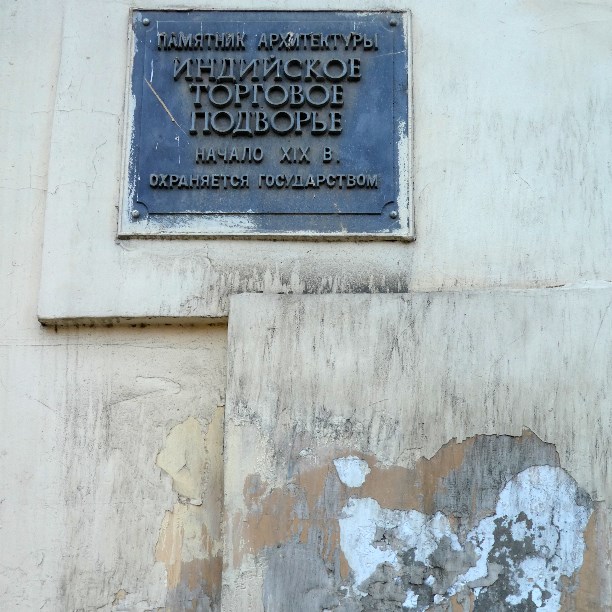 ПАМЯТНИК АРХИТЕКТУРЫ
ИНДИЙСКОЕ
ТОРГОВОЕ
ПОДВОРЬЕ
НАЧАЛО XIX В.
ОХРАНЯЕТСЯ ГОСУДАРСТВОМ